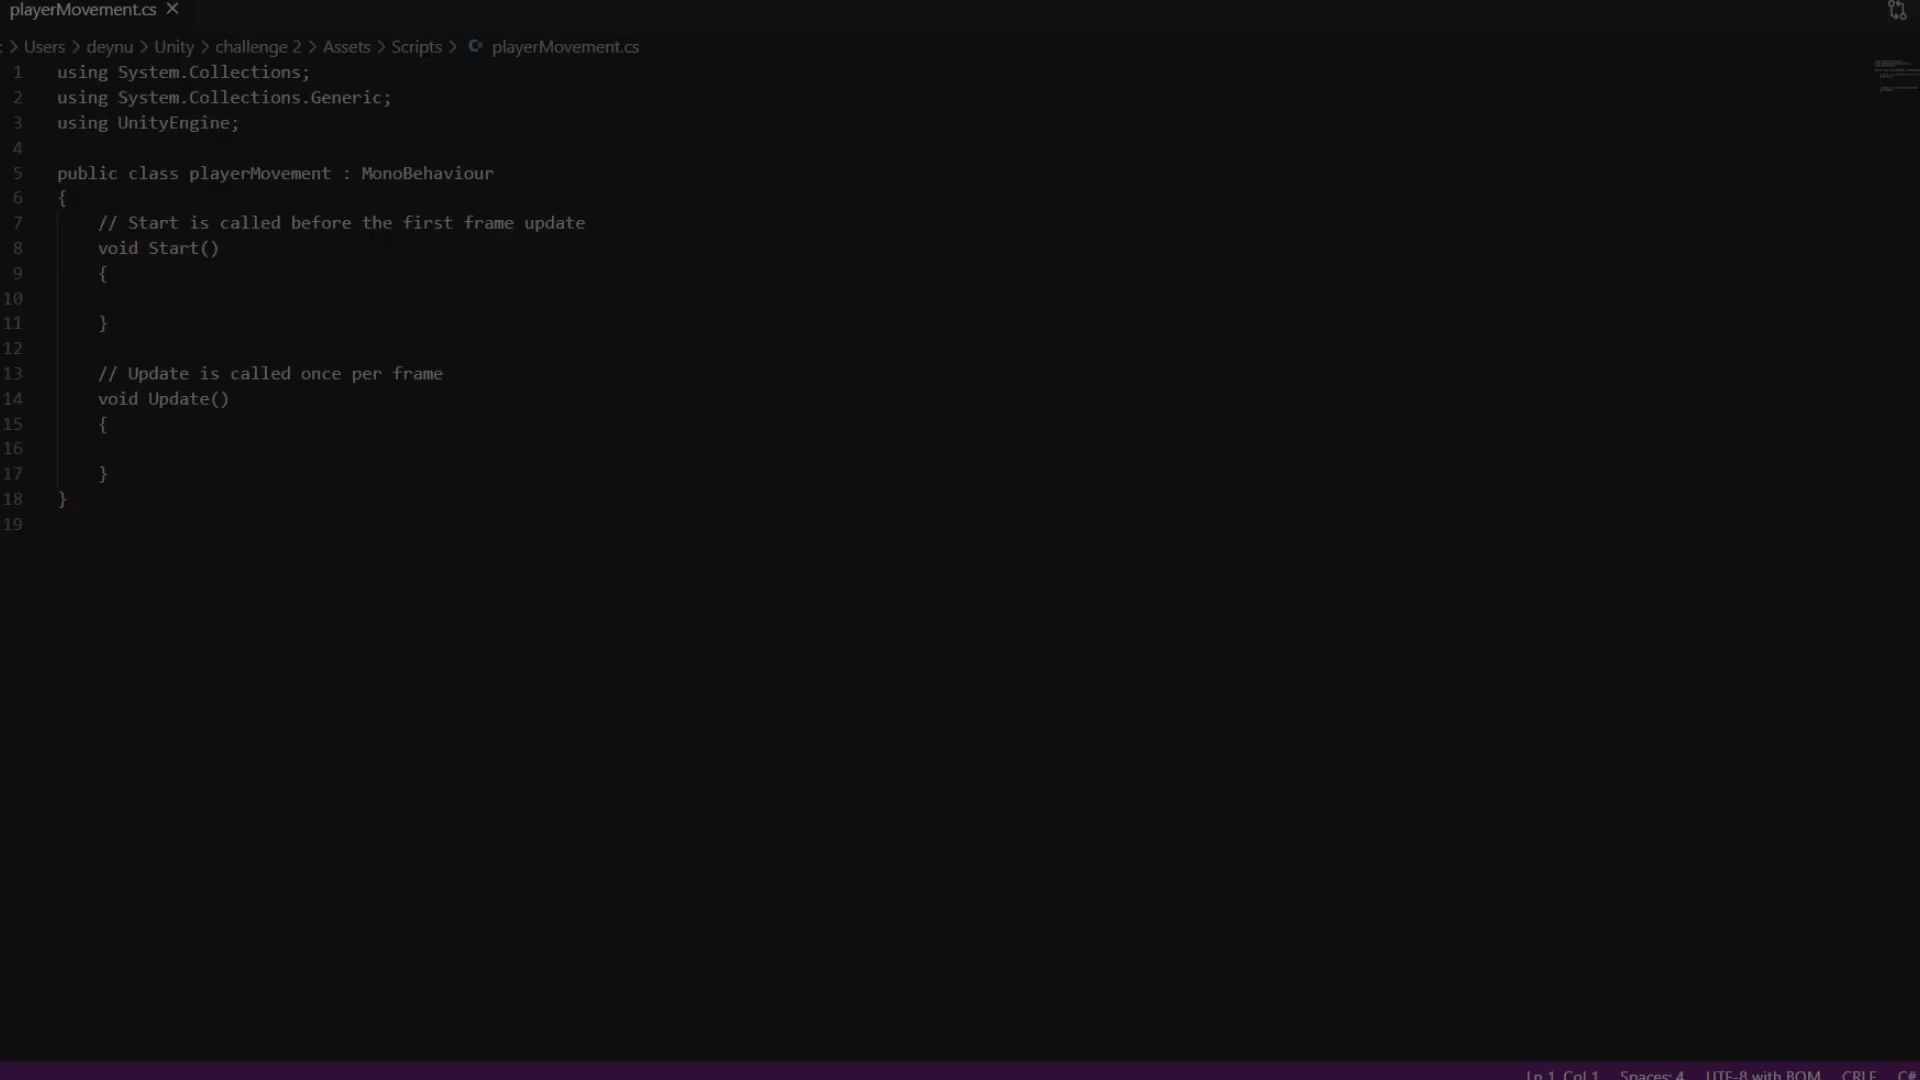 playerMovement.cs ×
> Users > deynu > Unity > challenge 2 > Assets > Scripts > playerMovement.cs
1 using System.Collections;
2 using System.Collections.Generic;
3 using UnityEngine;
4
5 public class playerMovement : MonoBehaviour
6 {
7 // Start is called before the first frame update
8 void Start()
9 {
10
11 }
12
13 // Update is called once per frame
14 void Update()
15 {
16
17 }
18 }
19
Ln 1, Col 1 Spaces: 4 UTF-8 with BOM CRLF C#